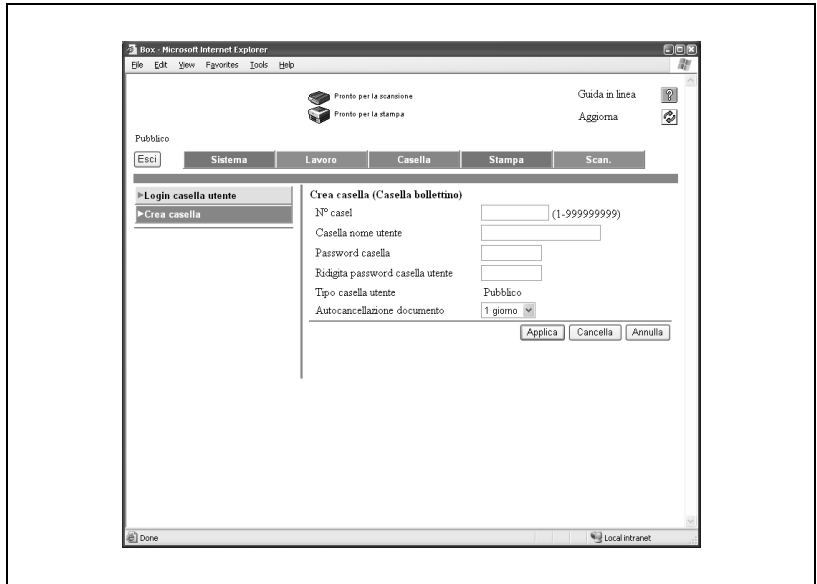 Box - Microsoft Internet Explorer
File Edit View Favorites Tools Help
Pronto per la scansione
Pronto per la stampa
Guida in linea ?
Aggiorna
Pubblico
Esci Sistema Lavoro Casella Stampa Scan.
Login casella utente
Crea casella
Crea casella (Casella bollettino)
N° casel (1-999999999)
Casella nome utente
Password casella
Ridigita password casella utente
Tipo casella utente Pubblico
Autocancellazione documento 1 giorno
Applica Cancella Annulla
Done Local intranet